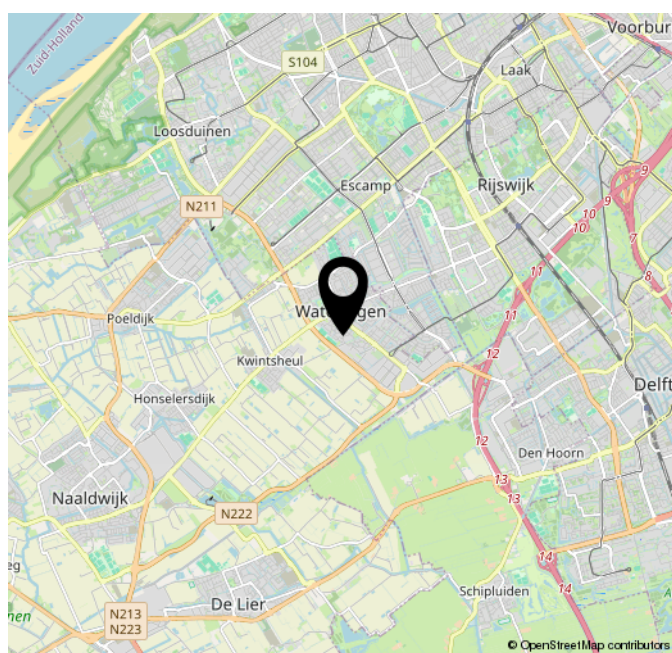 Zuid-Holland
Voorbur
S104
Laak
Loosduinen
Escamp
Rijswijk
9
9
N211
10
10
7
11
8
11
Poeldijk
Kwintsheul
12
Delft
Honselersdijk
12
Den Hoorn
13
13
Naaldwijk
N222
14
14
eg
Schipluiden
De Lier
N213
N223
nen
A
© OpenStreetMap contributors